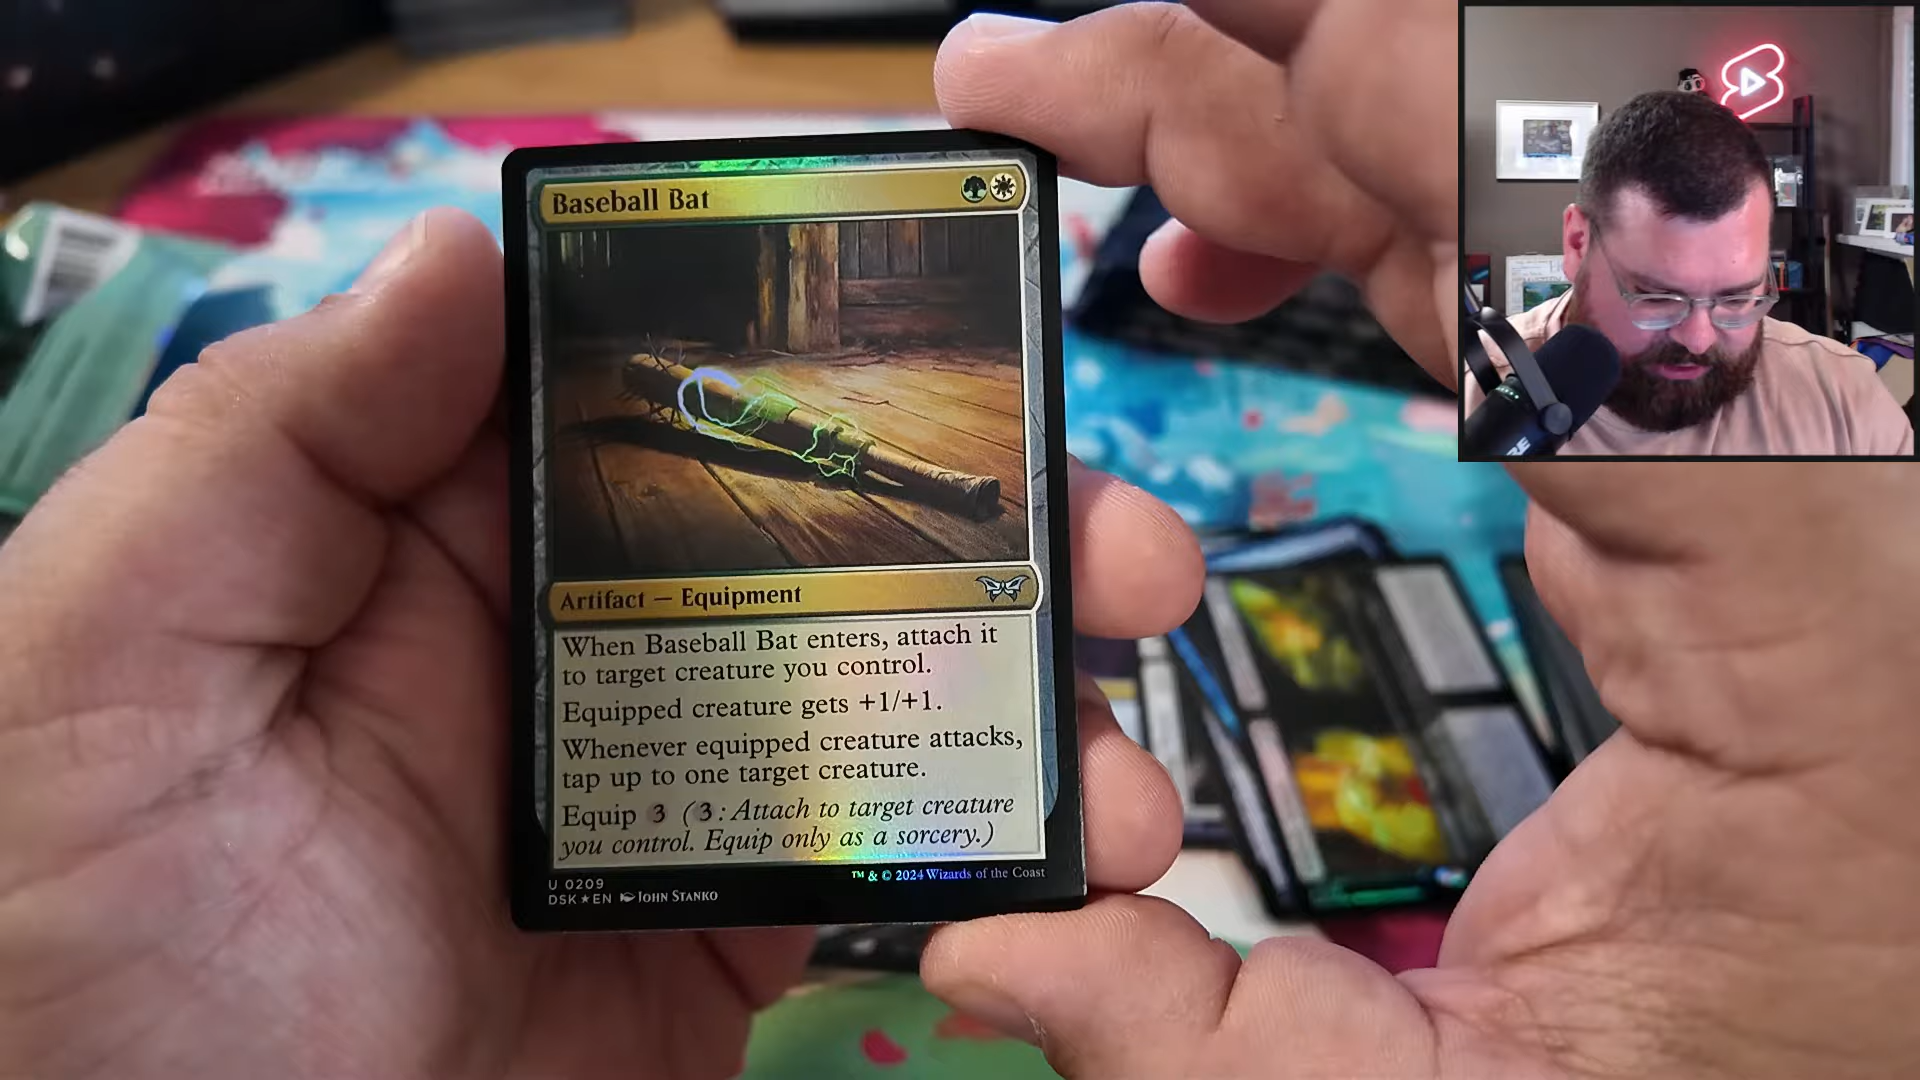 Baseball Bat
Artifact — Equipment
When Baseball Bat enters, attach it
to target creature you control.
Equipped creature gets +1/+1.
Whenever equipped creature attacks,
tap up to one target creature.
Equip 3 (3: Attach to target creature
you control. Equip only as a sorcery.)
U 0209
DSK★EN John Stanko
™ & © 2024 Wizards of the Coast